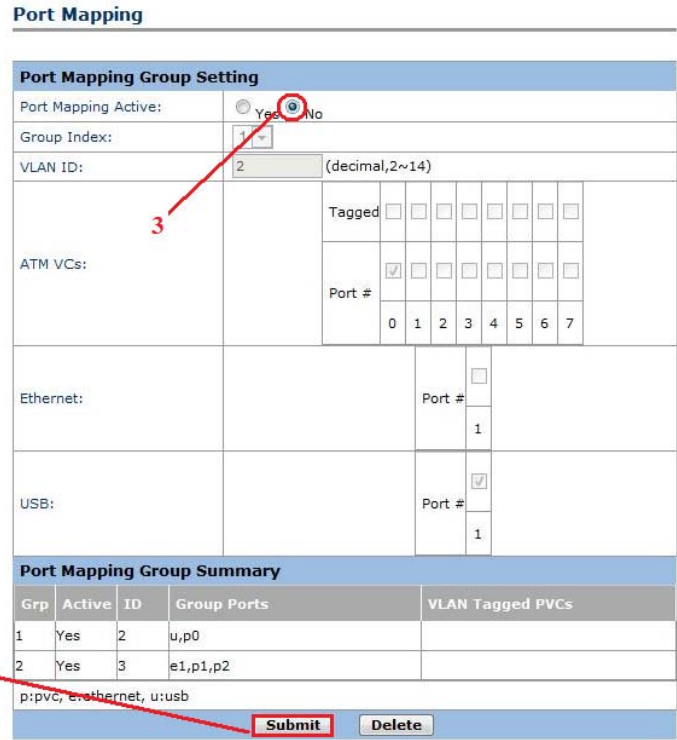 Port Mapping
Port Mapping Group Setting
Port Mapping Active: Yes No
Group Index: 1
VLAN ID: 2 (decimal,2~14)
3
ATM VCs:
Tagged
Port #
0 1 2 3 4 5 6 7
Ethernet: Port #
1
USB: Port #
1
Port Mapping Group Summary
Grp Active ID Group Ports VLAN Tagged PVCs
1 Yes 2 u,p0
2 Yes 3 e1,p1,p2
p:pvc, e:ethernet, u:usb
Submit Delete